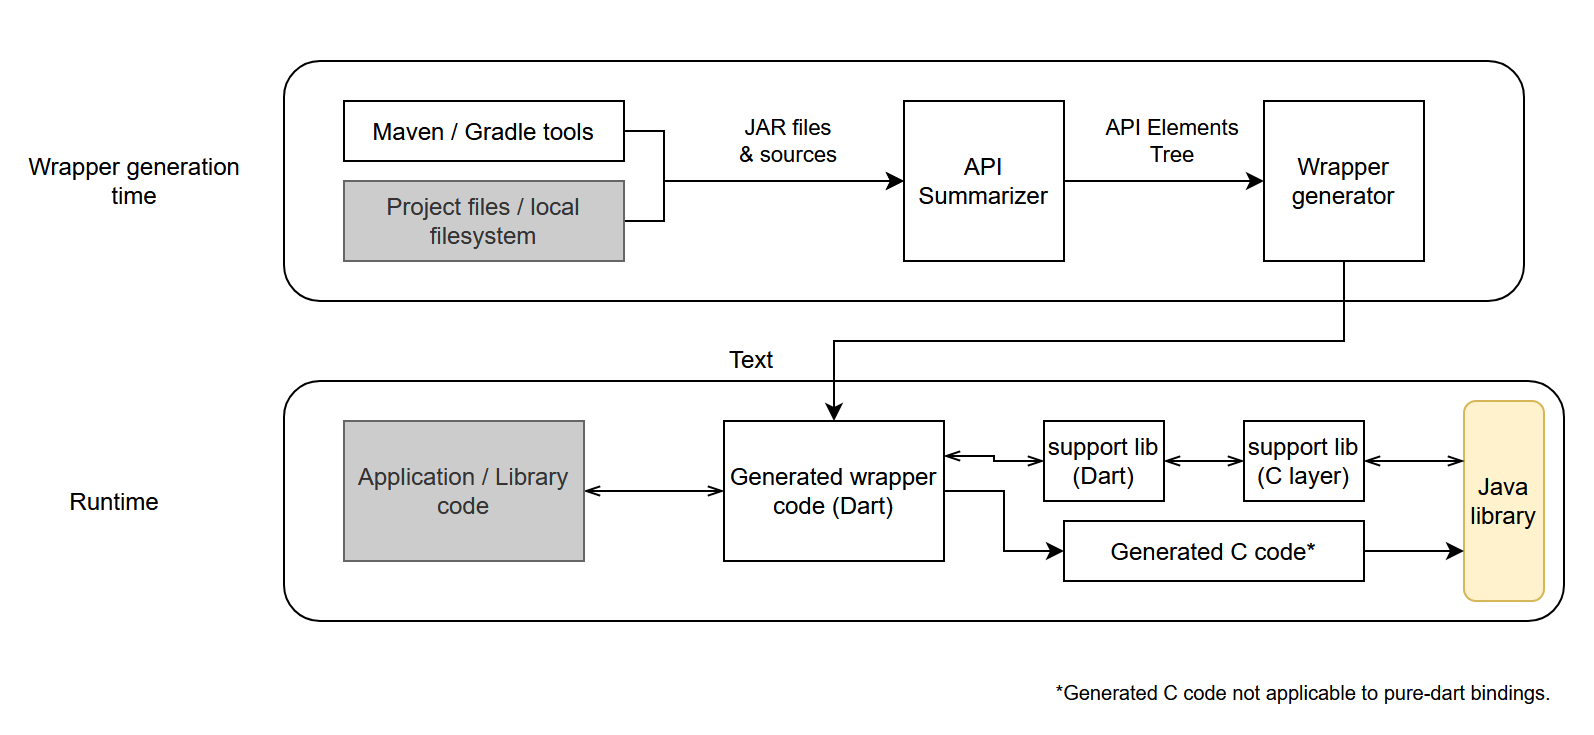 Wrapper generation
time
Maven / Gradle tools
Project files / local
filesystem
JAR files
& sources
API
Summarizer
API Elements
Tree
Wrapper
generator
Text
Runtime
Application / Library
code
Generated wrapper
code (Dart)
support lib
(Dart)
support lib
(C layer)
Generated C code*
Java
library
*Generated C code not applicable to pure-dart bindings.